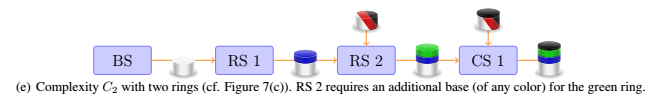 BS RS 1 RS 2 CS 1
(e) Complexity C₂ with two rings (cf. Figure 7(c)). RS 2 requires an additional base (of any color) for the green ring.